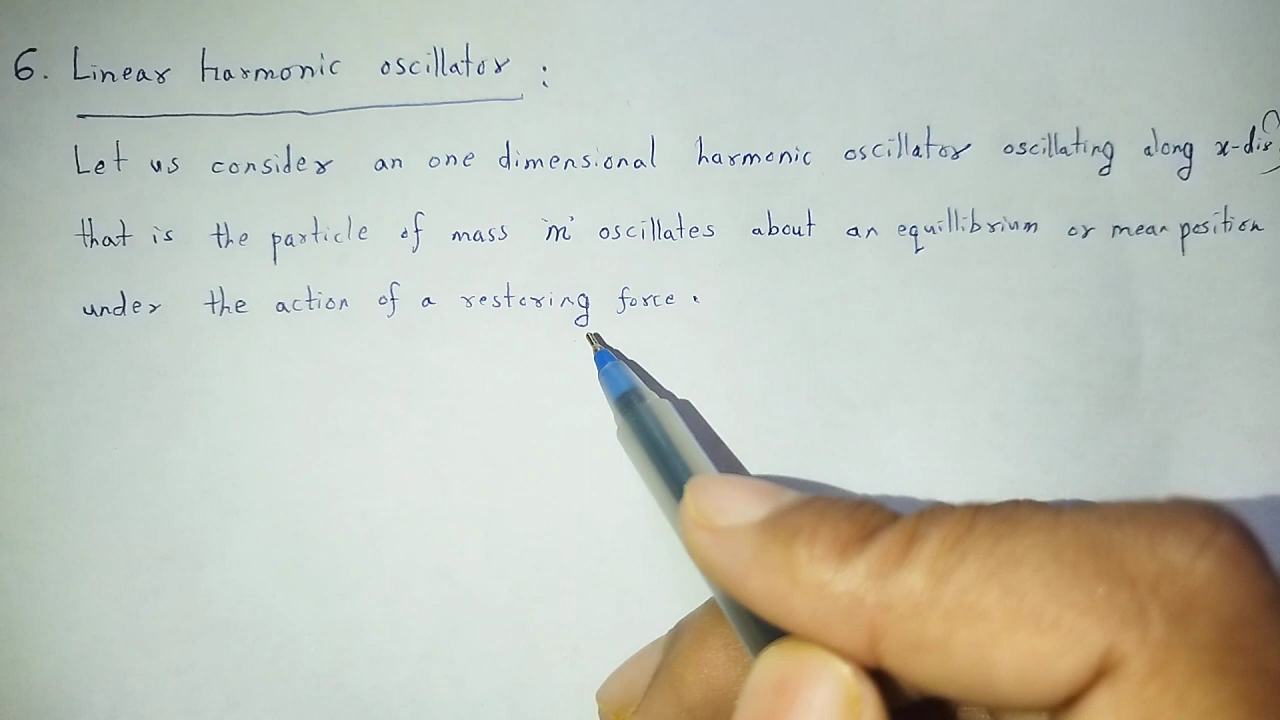 6. Linear harmonic oscillator :
Let us consider an one dimensional harmonic oscillator oscillating along x-dir
that is the particle of mass 'm' oscillates about an equillibrium or mean position
under the action of a restoring force.